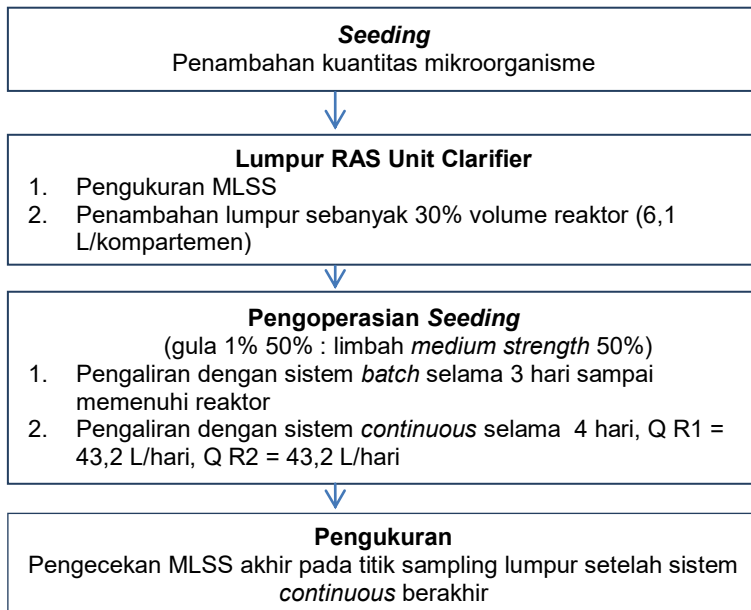 Seeding
Penambahan kuantitas mikroorganisme
Lumpur RAS Unit Clarifier
1. Pengukuran MLSS
2. Penambahan lumpur sebanyak 30% volume reaktor (6,1
L/kompartemen)
Pengoperasian Seeding
(gula 1% 50% : limbah medium strength 50%)
1. Pengaliran dengan sistem batch selama 3 hari sampai
memenuhi reaktor
2. Pengaliran dengan sistem continuous selama 4 hari, Q R1 =
43,2 L/hari, Q R2 = 43,2 L/hari
Pengukuran
Pengecekan MLSS akhir pada titik sampling lumpur setelah sistem
continuous berakhir